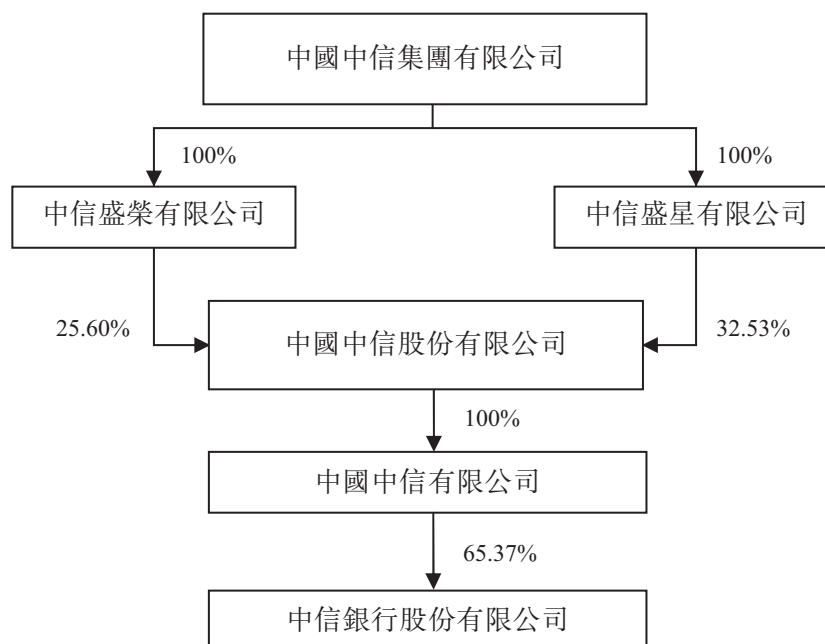 中國中信集團有限公司
100%
100%
中信盛榮有限公司
中信盛星有限公司
25.60%
32.53%
中國中信股份有限公司
100%
中國中信有限公司
65.37%
中信銀行股份有限公司